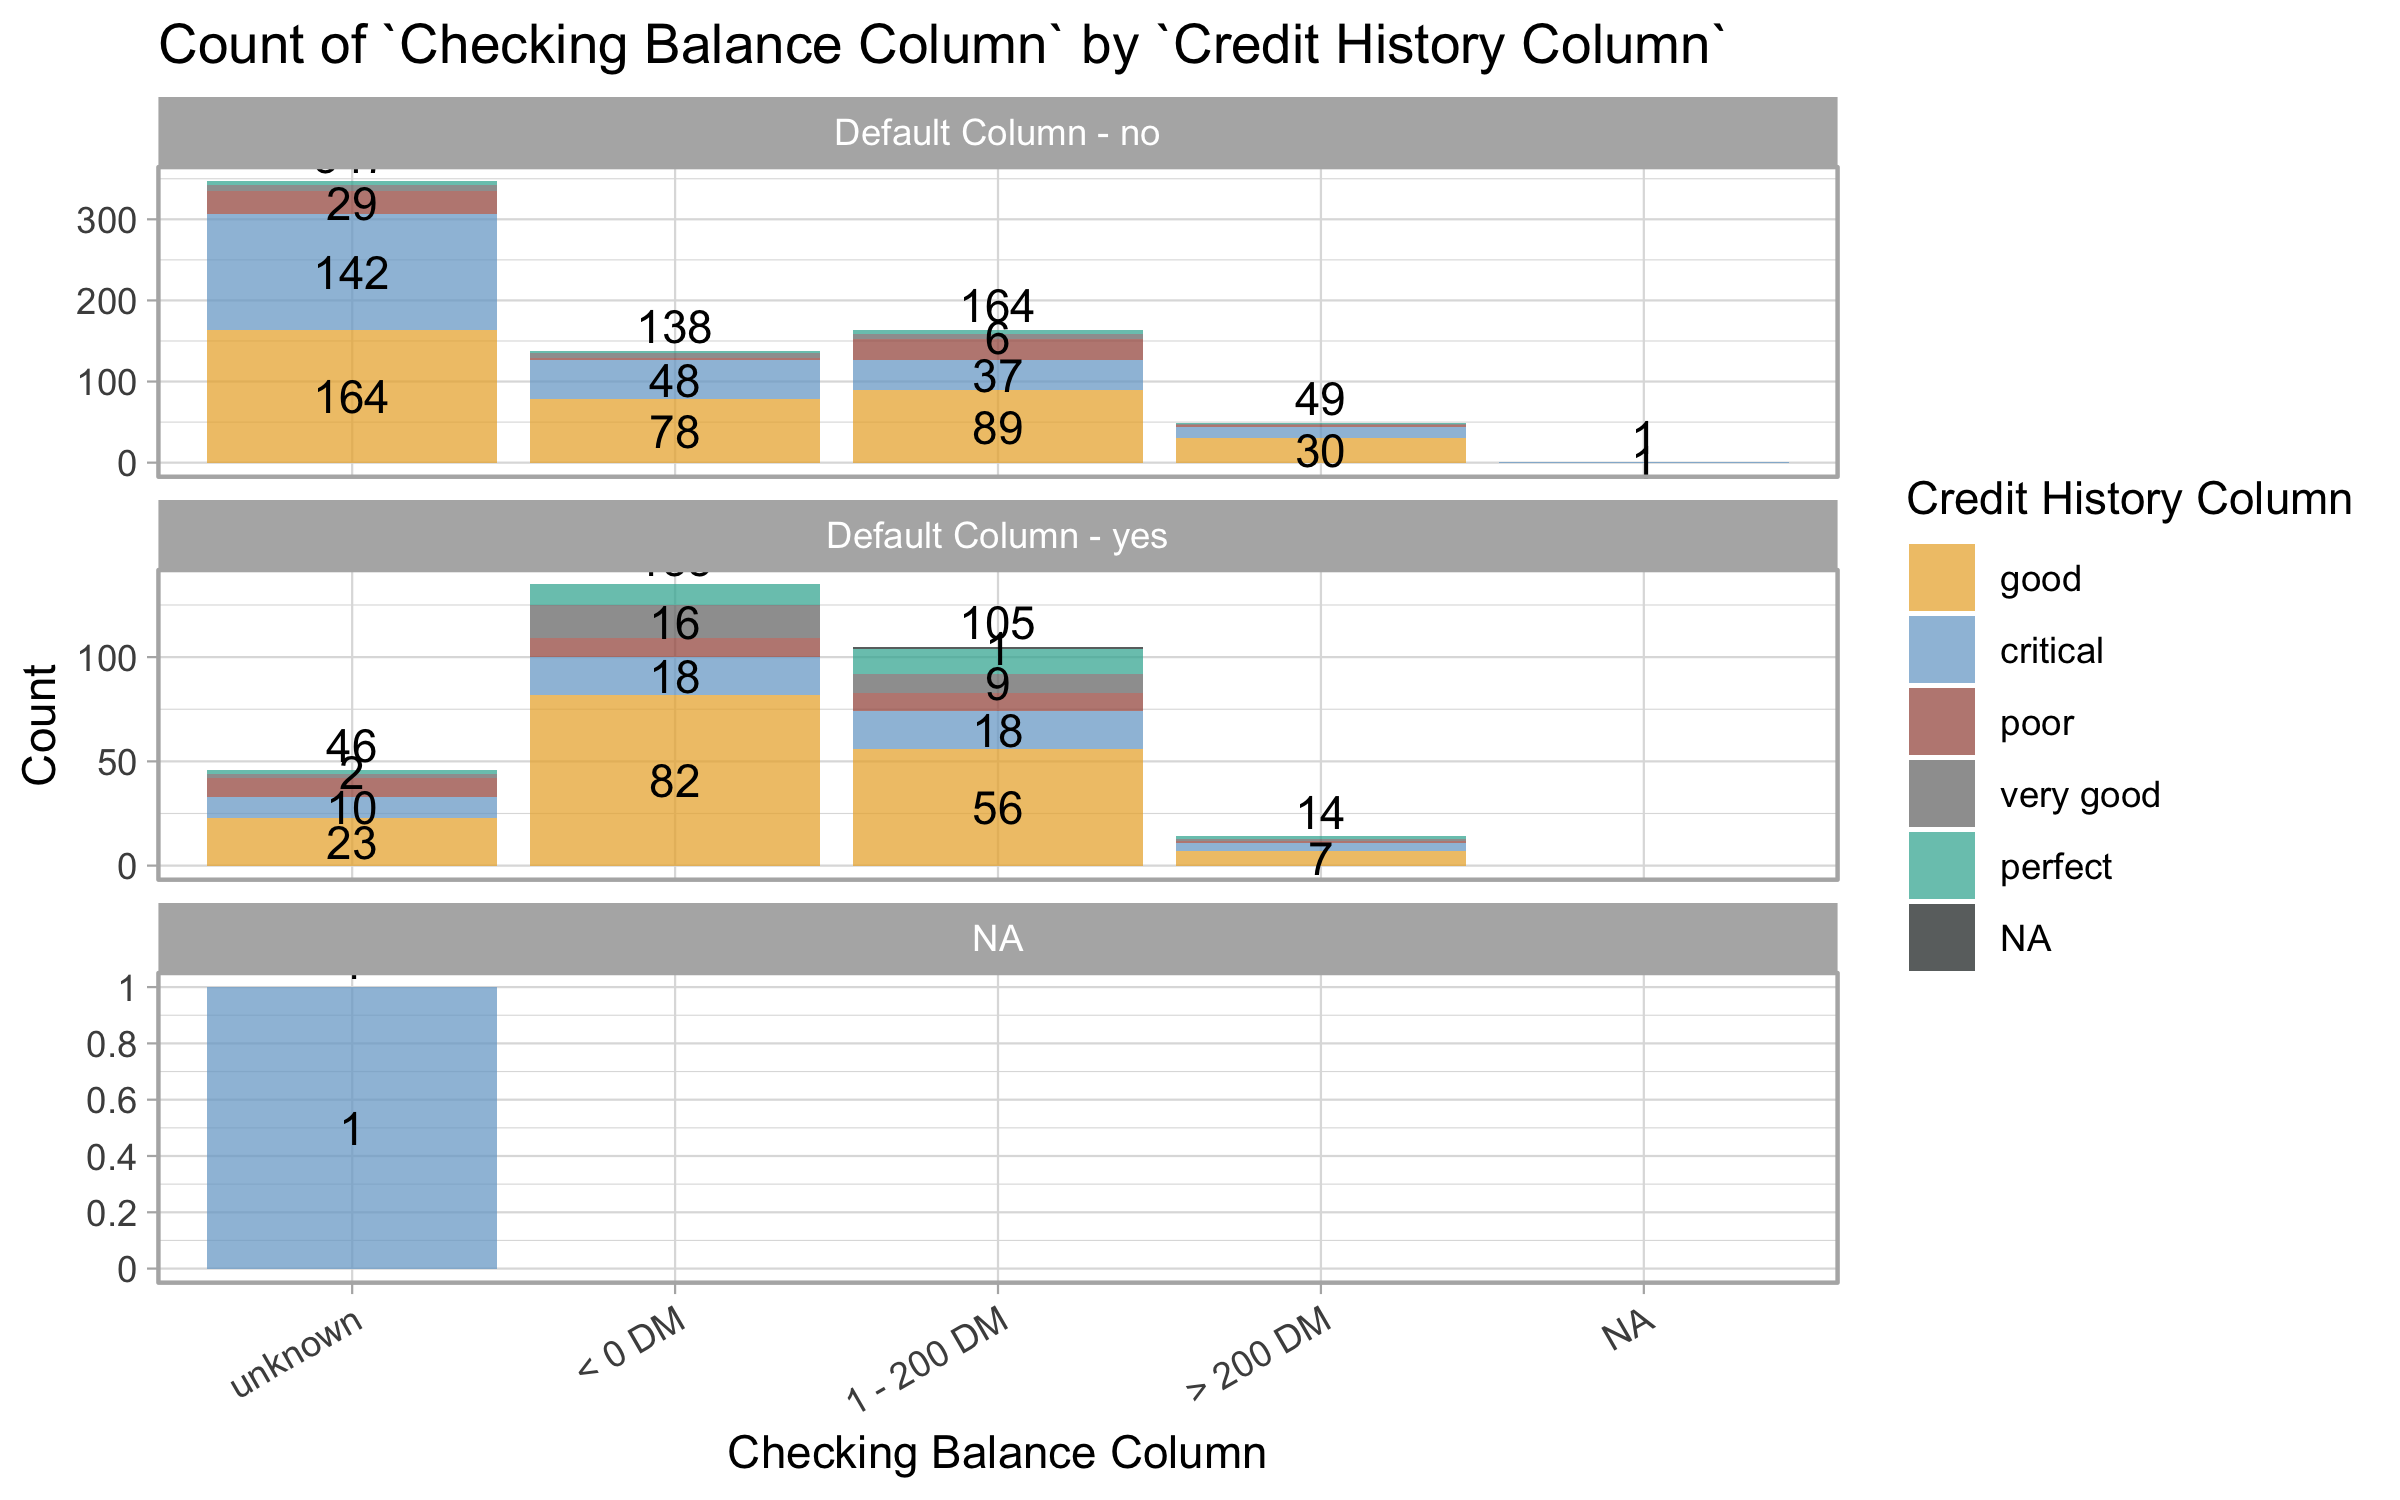 Count of `Checking Balance Column` by `Credit History Column`
Default Column - no
300
200
100
0
29
142
164
138
48
78
164
6
37
89
49
30
1
1
Default Column - yes
Count
100
50
0
46
2
10
23
16
18
82
105
1
9
18
56
14
7
NA
1
0.8
0.6
0.4
0.2
0
1
unknown
< 0 DM
1 - 200 DM
> 200 DM
NA
Checking Balance Column
Credit History Column
good
critical
poor
very good
perfect
NA